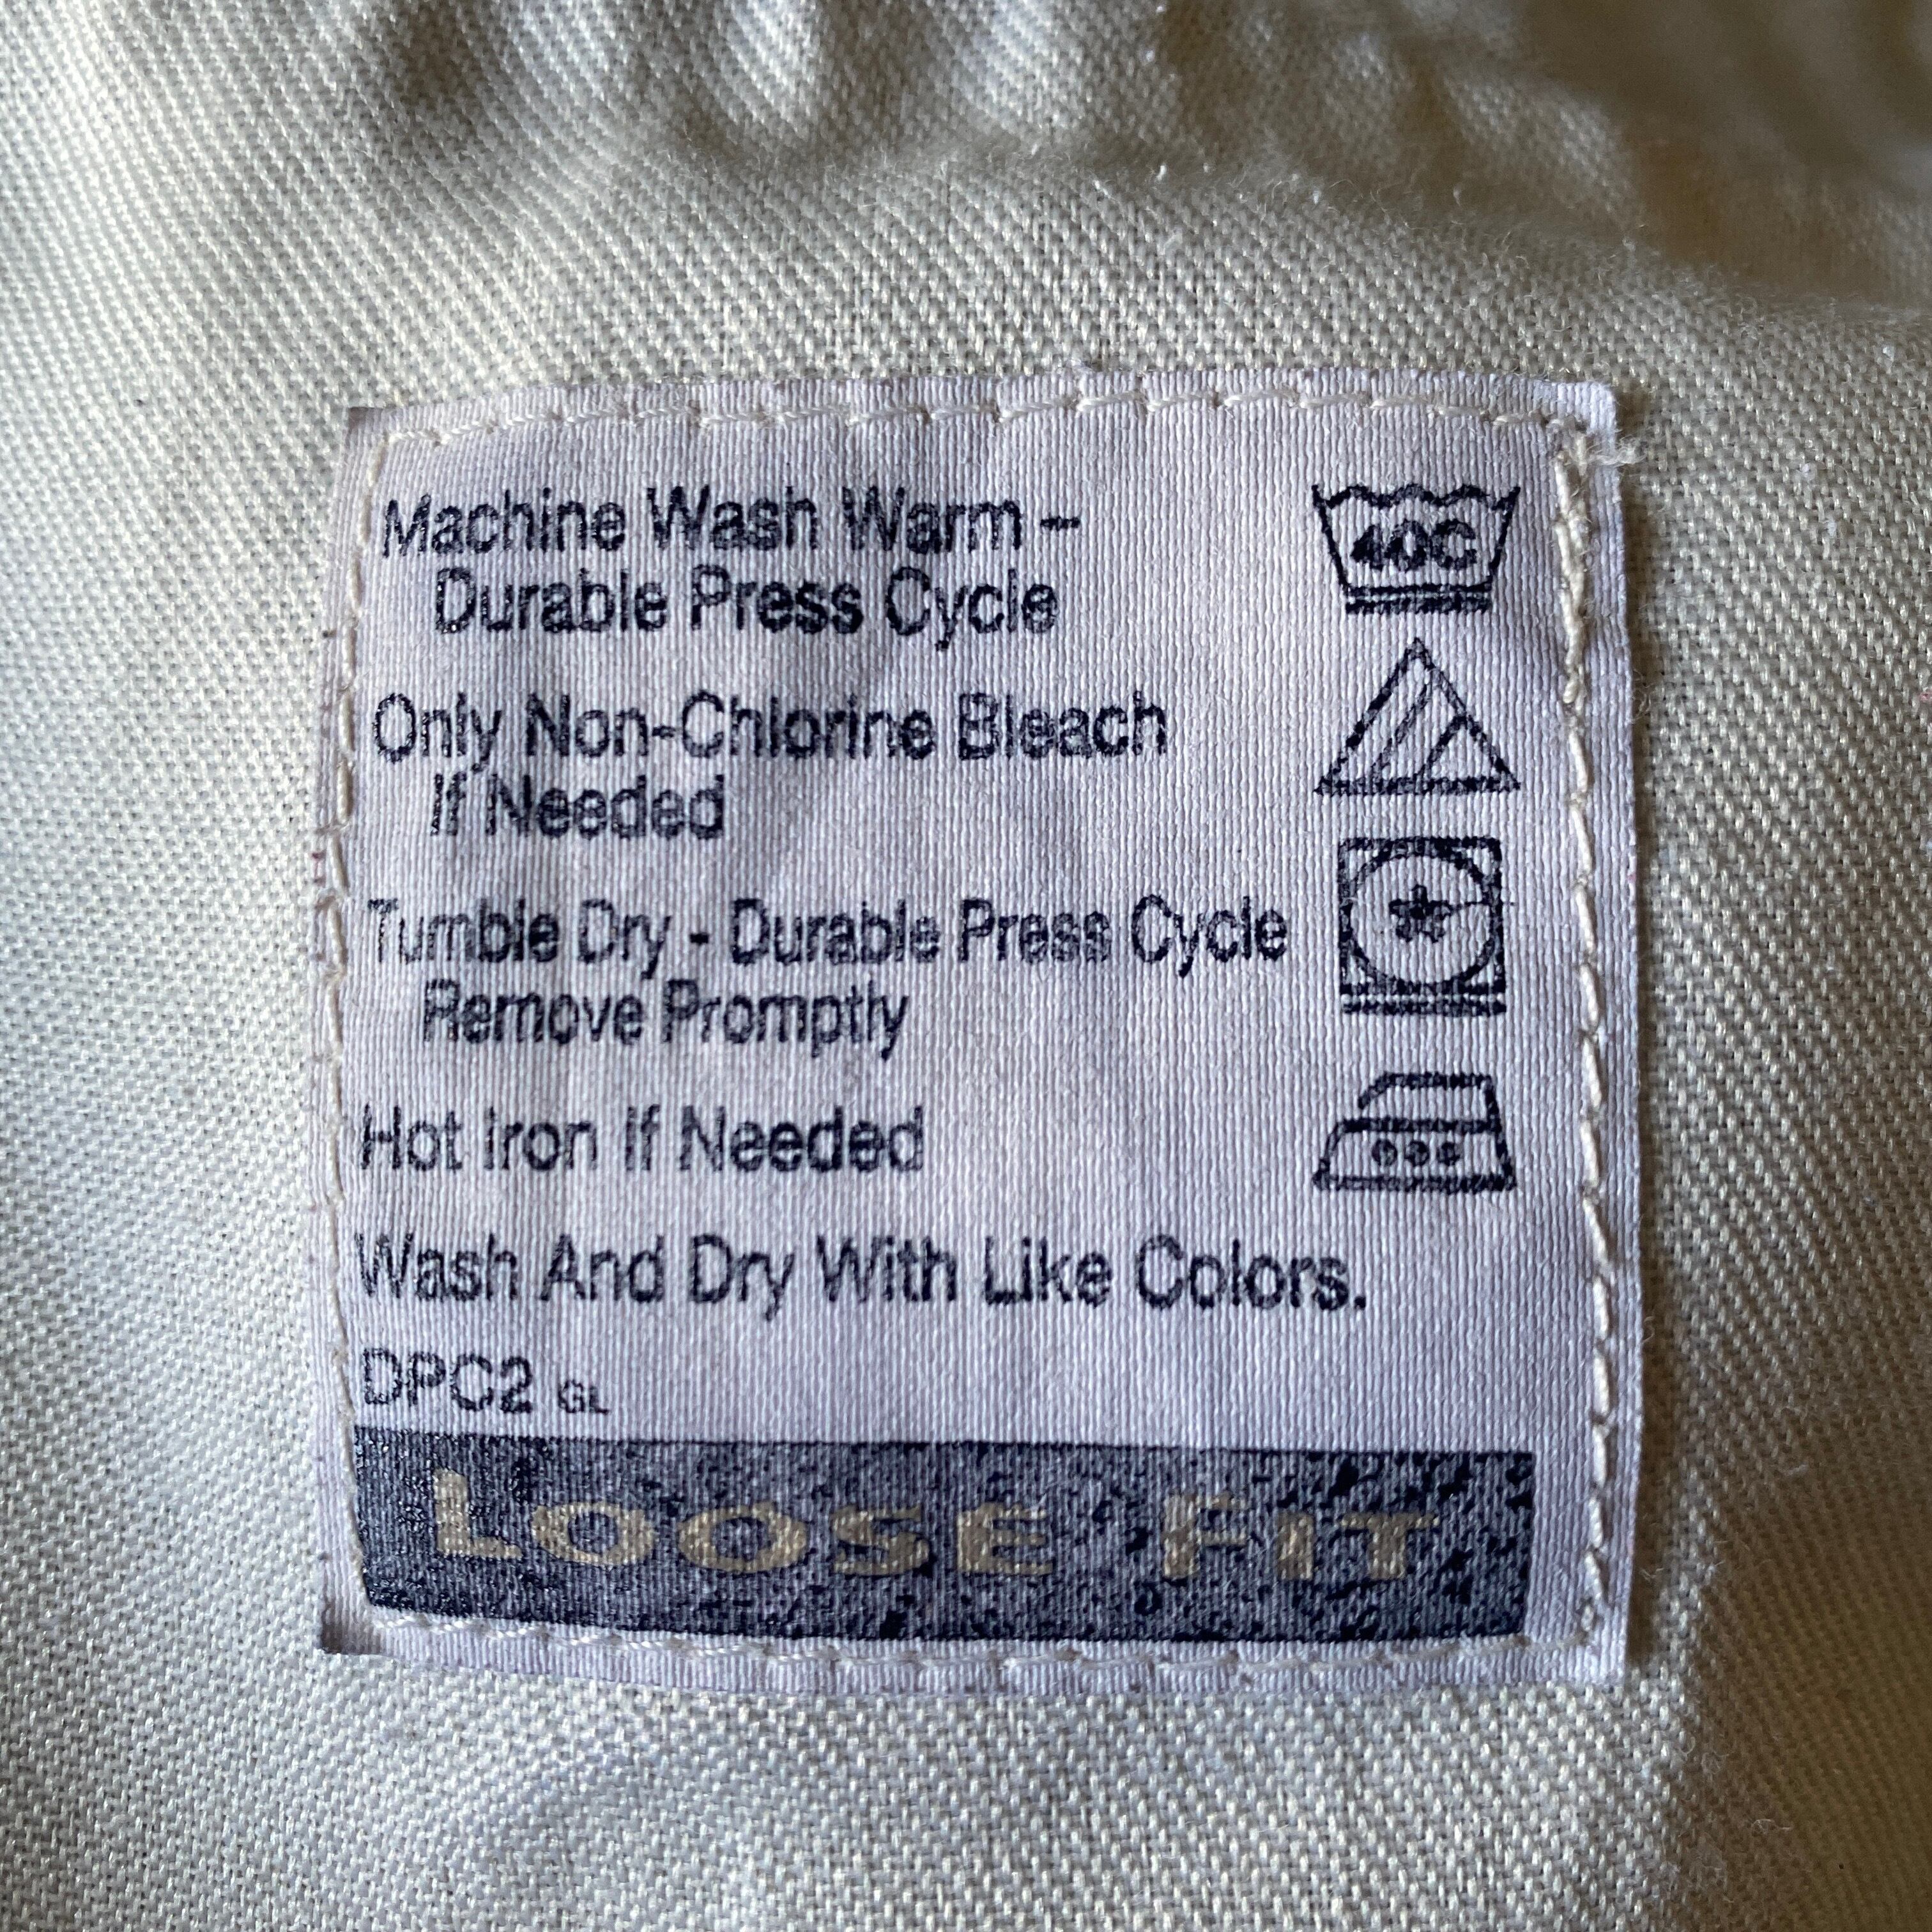 Machine Wash Warm –
Durable Press Cycle
40C
Only Non-Chlorine Bleach
If Needed
Tumble Dry - Durable Press Cycle
Remove Promptly
Hot Iron If Needed
Wash And Dry With Like Colors.
DPC2 GL
LOOSE FIT